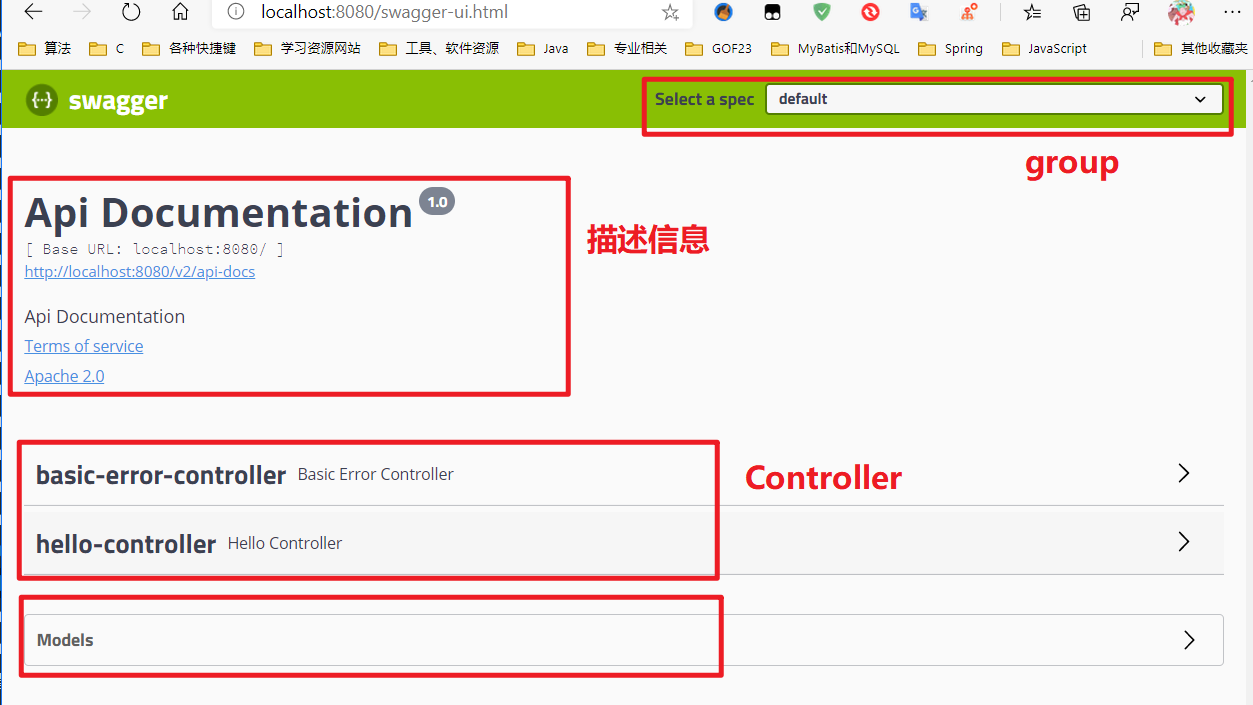 localhost:8080/swagger-ui.html
算法 C 各种快捷键 学习资源网站 工具、软件资源 Java 专业相关 GOF23 MyBatis和MySQL Spring JavaScript 其他收藏夹
swagger Select a spec default
group
Api Documentation 1.0
描述信息
[ Base URL: localhost:8080/ ]
http://localhost:8080/v2/api-docs
Api Documentation
Terms of service
Apache 2.0
basic-error-controller Basic Error Controller
Controller
hello-controller Hello Controller
Models